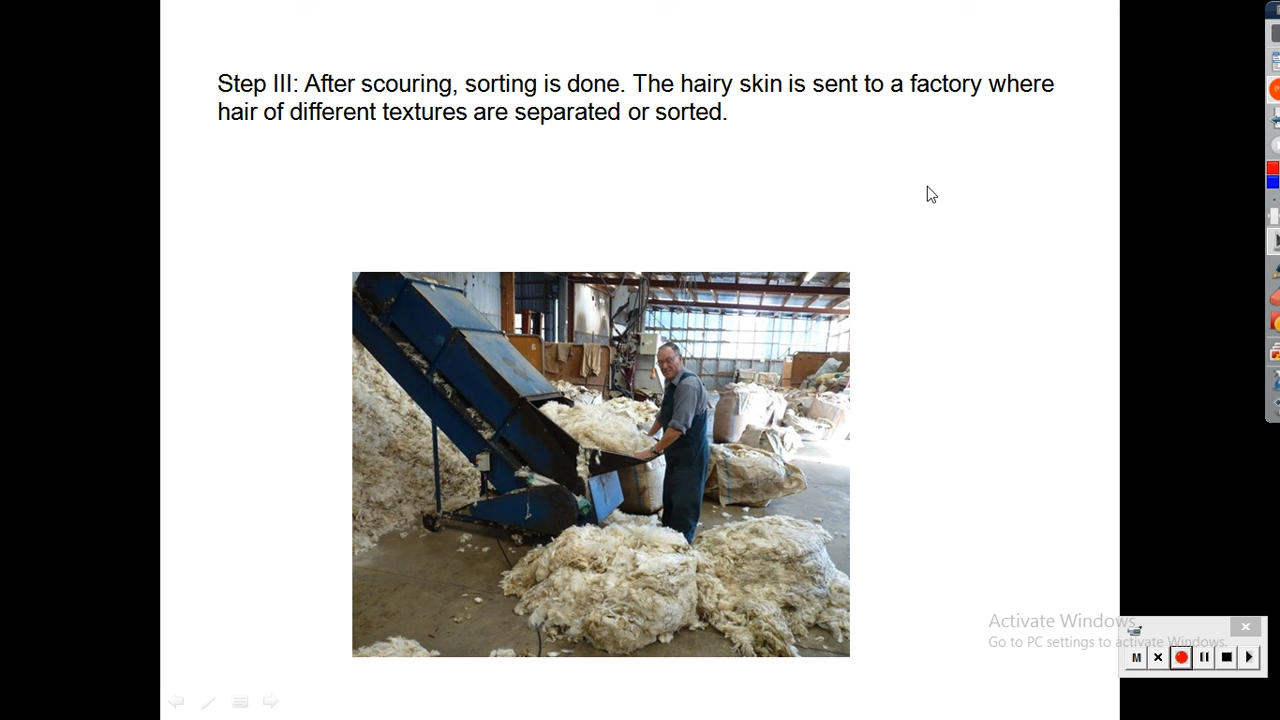 Step III: After scouring, sorting is done. The hairy skin is sent to a factory where
hair of different textures are separated or sorted.
Activate Windows
Go to PC settings to activate Windows.
M